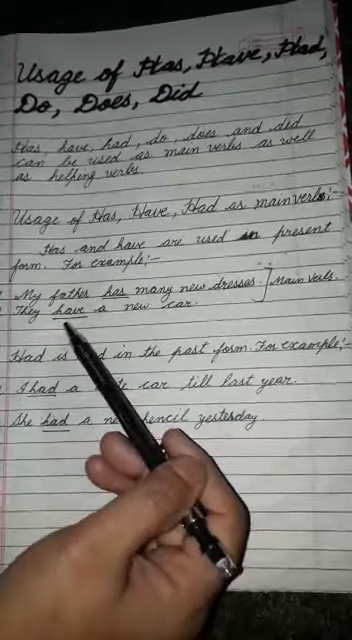 Usage of Has, Have, Had,
Do, Does, Did
Has, have, had, do, does and did
can be used as main verbs as well
as helping verbs.
Usage of Has, Have, Had as main verbs:-
Has and have are used in present
form. For example:-
My father has many new dresses. ] Main verbs.
They have a new car.
Had is in the past form. For example:-
I had a car till last year.
She had a pencil yesterday